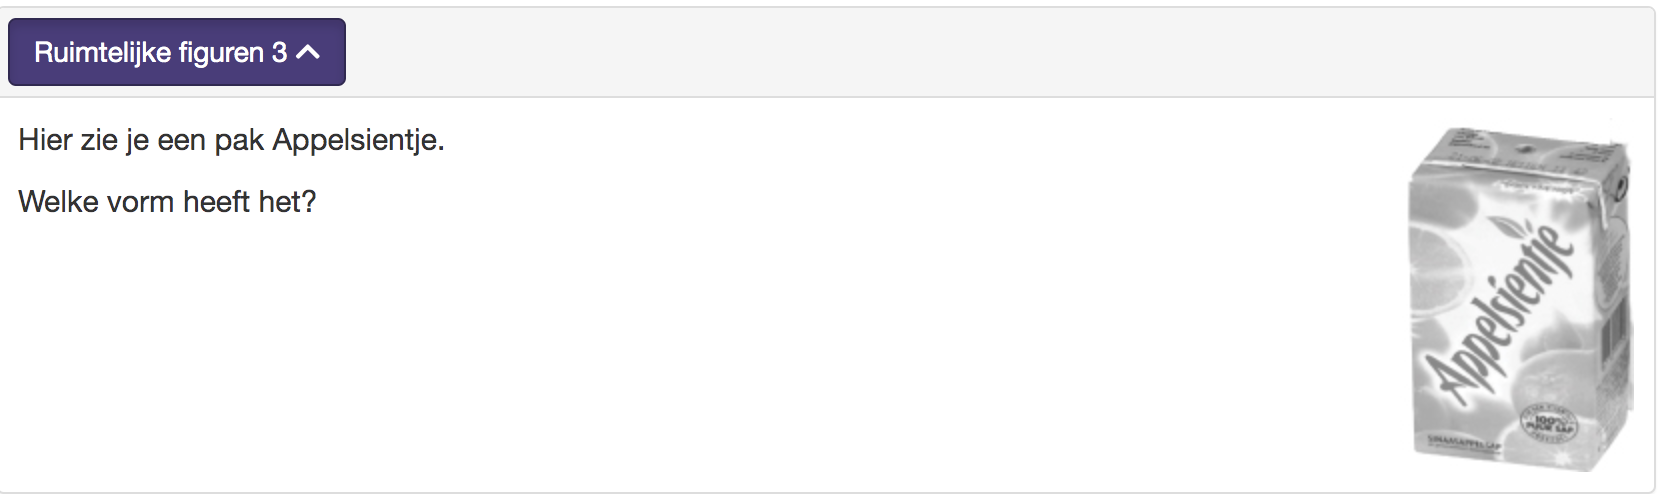 Ruimtelijke figuren 3
Hier zie je een pak Appelsientje.
Welke vorm heeft het?
Appelsientje
100%
PUUR SAP
SINAASAPPELSAP